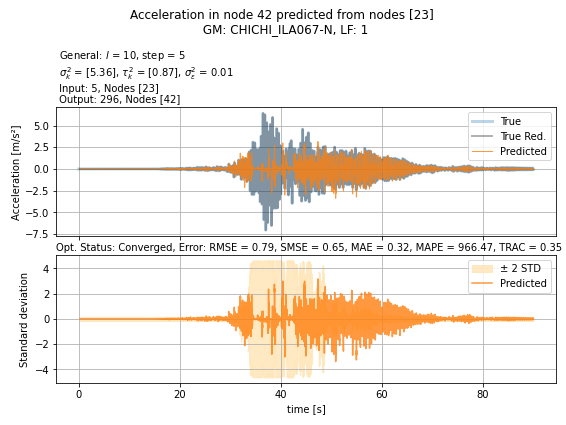 Acceleration in node 42 predicted from nodes [23]
GM: CHICHI_ILA067-N, LF: 1
General: l = 10, step = 5
σ²ₖ = [5.36], τ²ₖ = [0.87], σ²ε = 0.01
Input: 5, Nodes [23]
Output: 296, Nodes [42]
Acceleration [m/s²]
5.0
2.5
0.0
−2.5
−5.0
−7.5
True
True Red.
Predicted
Opt. Status: Converged, Error: RMSE = 0.79, SMSE = 0.65, MAE = 0.32, MAPE = 966.47, TRAC = 0.35
Standard deviation
4
2
0
−2
−4
± 2 STD
Predicted
0 20 40 60 80
time [s]